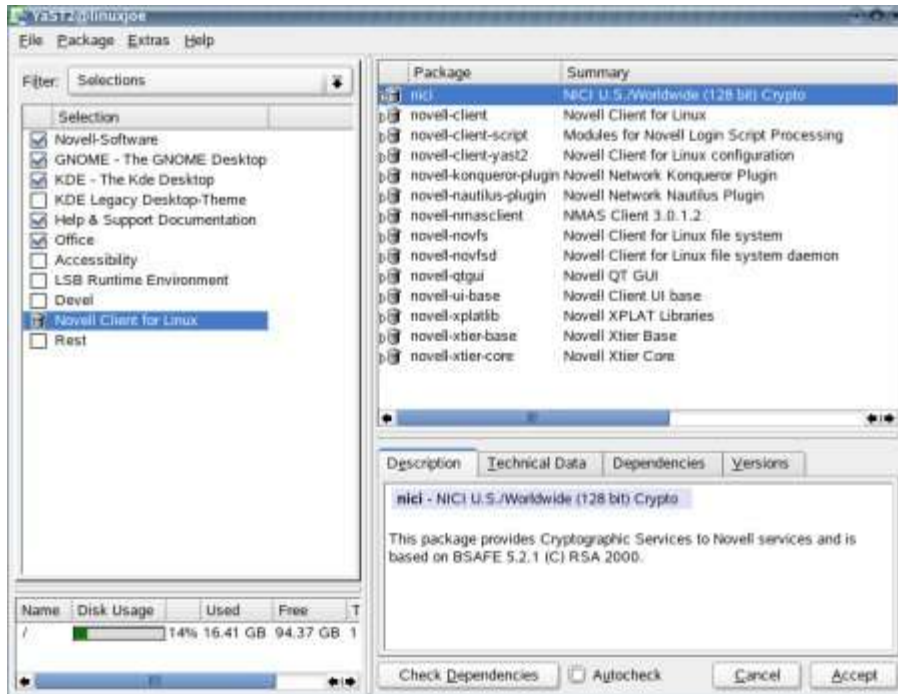 YaST2@linuxjoe
File Package Extras Help
Filter: Selections
Selection
Novell-Software
GNOME - The GNOME Desktop
KDE - The Kde Desktop
KDE Legacy Desktop-Theme
Help & Support Documentation
Office
Accessibility
LSB Runtime Environment
Devel
Novell Client for Linux
Rest
Name Disk Usage Used Free T
/ 14% 16.41 GB 94.37 GB 1
Package Summary
nici NICI U.S./Worldwide (128 bit) Crypto
novell-client Novell Client for Linux
novell-client-script Modules for Novell Login Script Processing
novell-client-yast2 Novell Client for Linux configuration
novell-konqueror-plugin Novell Network Konqueror Plugin
novell-nautilus-plugin Novell Network Nautilus Plugin
novell-nmasclient NMAS Client 3.0.1.2
novell-novfs Novell Client for Linux file system
novell-novfsd Novell Client for Linux file system daemon
novell-qtgui Novell QT GUI
novell-ui-base Novell Client UI base
novell-xplatlib Novell XPLAT Libraries
novell-xtier-base Novell Xtier Base
novell-xtier-core Novell Xtier Core
Description Technical Data Dependencies Versions
nici - NICI U.S./Worldwide (128 bit) Crypto
This package provides Cryptographic Services to Novell services and is
based on BSAFE 5.2.1 (C) RSA 2000.
Check Dependencies Autocheck Cancel Accept